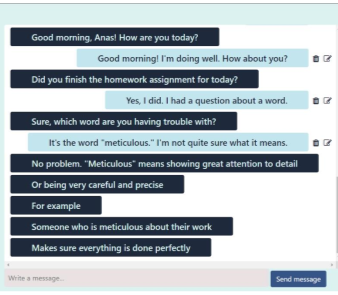 Good morning, Anas! How are you today?
Good morning! I'm doing well. How about you?
Did you finish the homework assignment for today?
Yes, I did. I had a question about a word.
Sure, which word are you having trouble with?
It's the word "meticulous." I'm not quite sure what it means.
No problem. "Meticulous" means showing great attention to detail
Or being very careful and precise
For example
Someone who is meticulous about their work
Makes sure everything is done perfectly
Write a message...
Send message